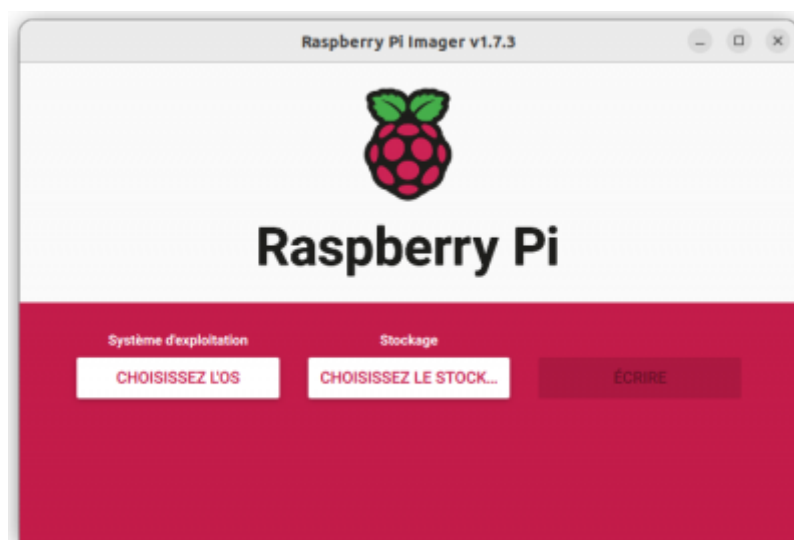 Raspberry Pi Imager v1.7.3
Raspberry Pi
Système d'exploitation
Stockage
CHOISISSEZ L'OS
CHOISISSEZ LE STOCK...
ÉCRIRE